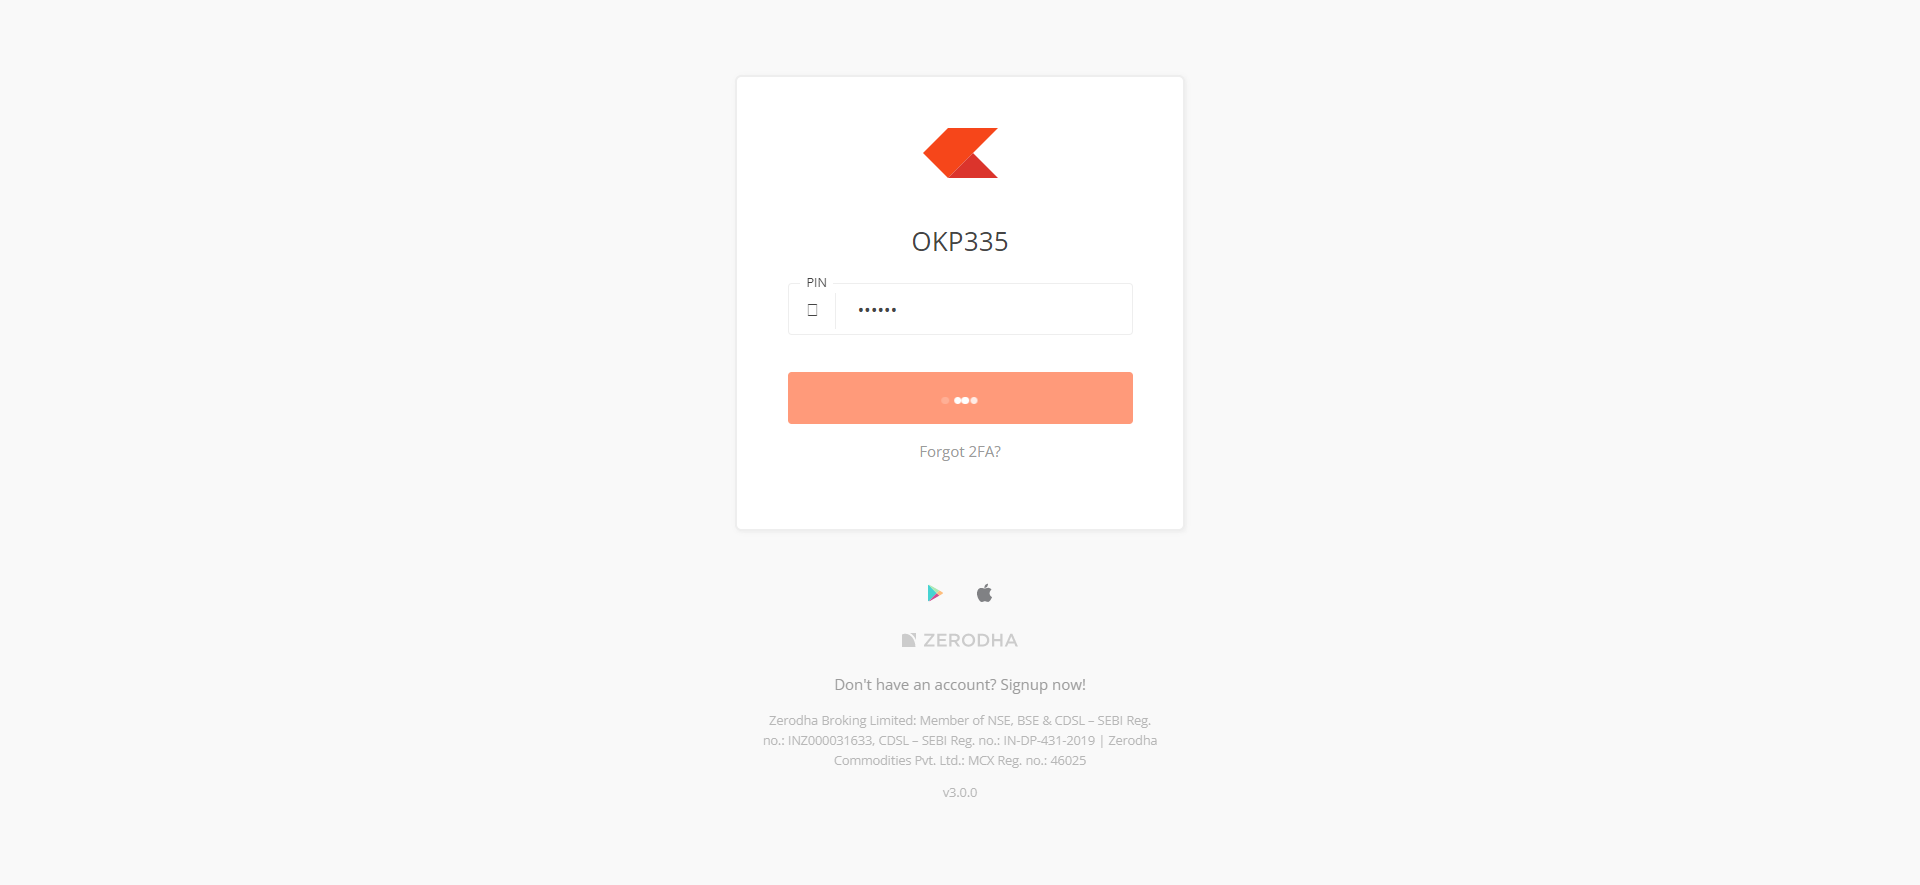 OKP335
PIN
••••••
Forgot 2FA?
ZERODHA
Don't have an account? Signup now!
Zerodha Broking Limited: Member of NSE, BSE & CDSL – SEBI Reg.
no.: INZ000031633, CDSL – SEBI Reg. no.: IN-DP-431-2019 | Zerodha
Commodities Pvt. Ltd.: MCX Reg. no.: 46025
v3.0.0